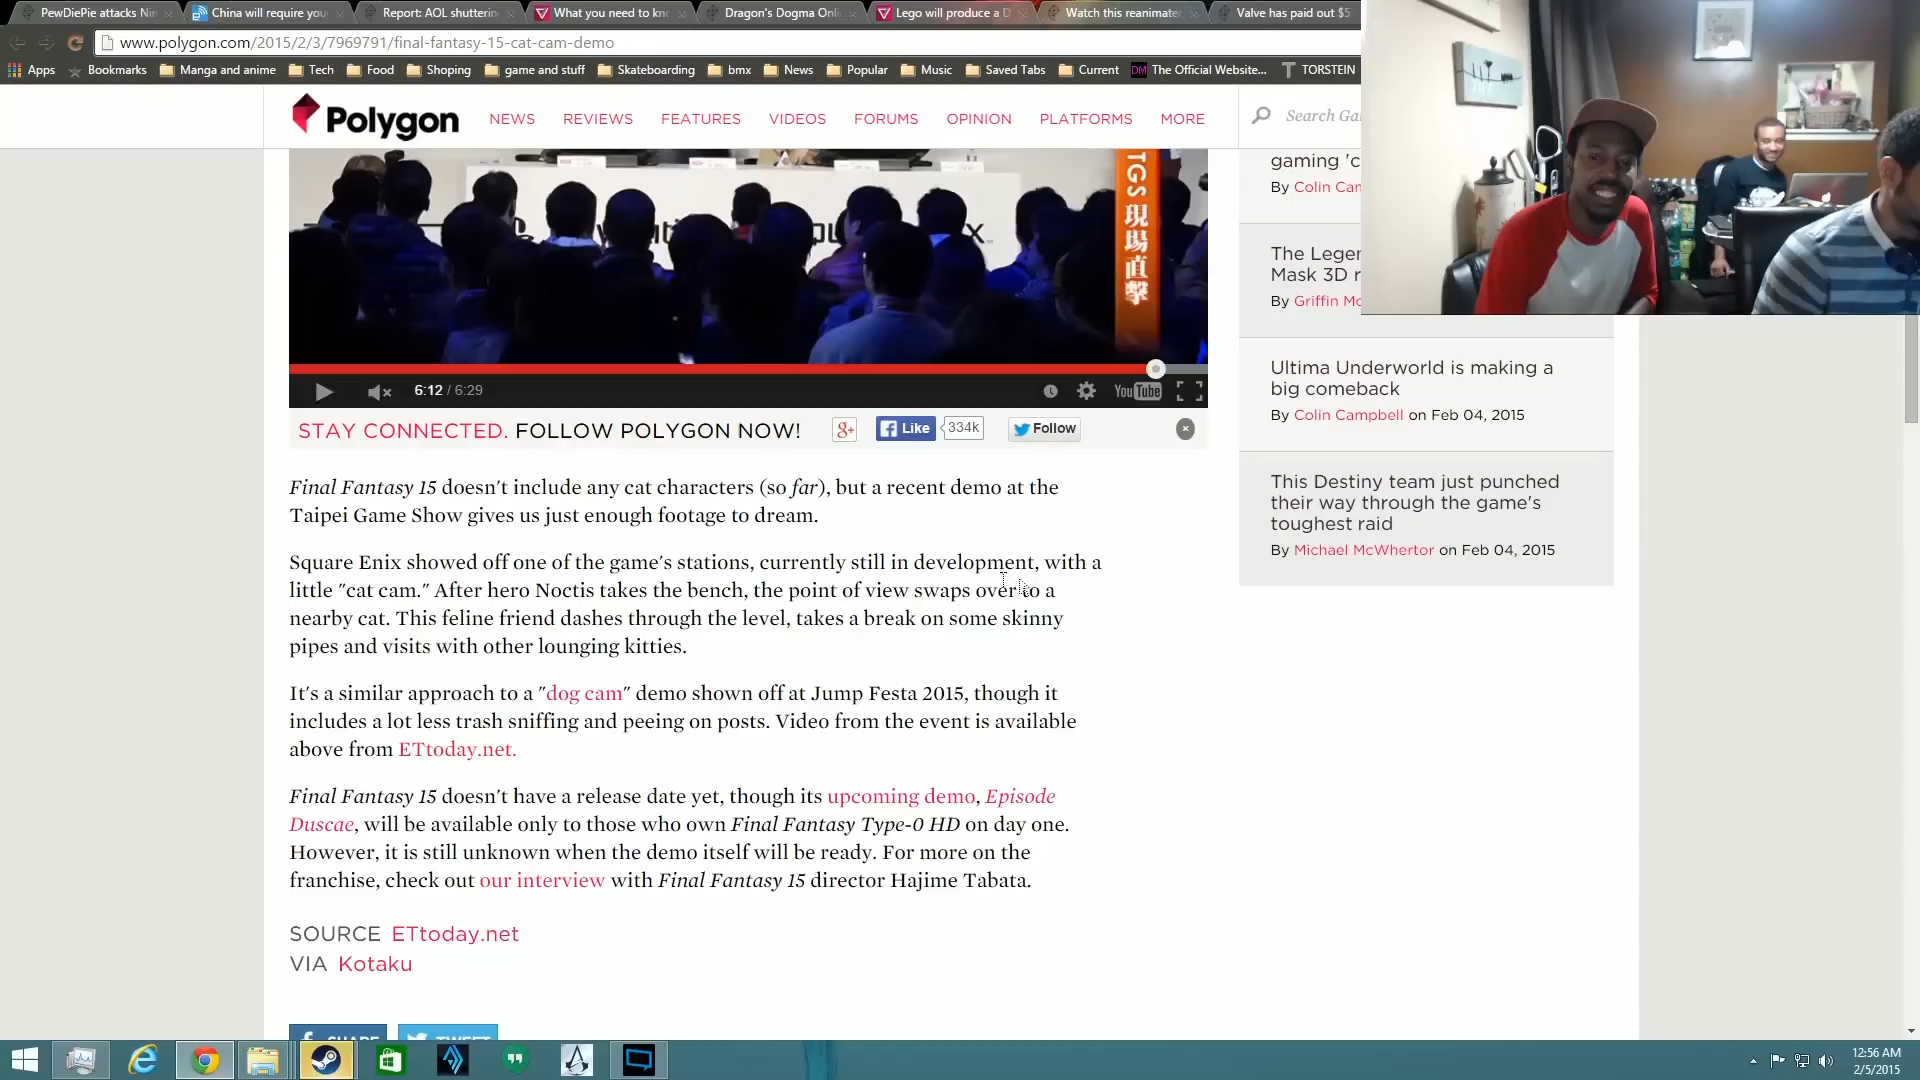 PewDiePie attacks Nin
China will require you
Report: AOL shutterin
What you need to kno
Dragon's Dogma Onli
Lego will produce a D
Watch this reanimate
Valve has paid out $5
www.polygon.com/2015/2/3/7969791/final-fantasy-15-cat-cam-demo
Apps Bookmarks Manga and anime Tech Food Shoping game and stuff Skateboarding bmx News Popular Music Saved Tabs Current The Official Website... TORSTEIN
Polygon NEWS REVIEWS FEATURES VIDEOS FORUMS OPINION PLATFORMS MORE Search Ga
TGS 現場直擊
6:12 / 6:29
YouTube
STAY CONNECTED. FOLLOW POLYGON NOW!
g+ Like 334k Follow
Final Fantasy 15 doesn't include any cat characters (so far), but a recent demo at the
Taipei Game Show gives us just enough footage to dream.
Square Enix showed off one of the game's stations, currently still in development, with a
little "cat cam." After hero Noctis takes the bench, the point of view swaps over to a
nearby cat. This feline friend dashes through the level, takes a break on some skinny
pipes and visits with other lounging kitties.
It's a similar approach to a "dog cam" demo shown off at Jump Festa 2015, though it
includes a lot less trash sniffing and peeing on posts. Video from the event is available
above from ETtoday.net.
Final Fantasy 15 doesn't have a release date yet, though its upcoming demo, Episode
Duscae, will be available only to those who own Final Fantasy Type-0 HD on day one.
However, it is still unknown when the demo itself will be ready. For more on the
franchise, check out our interview with Final Fantasy 15 director Hajime Tabata.
SOURCE ETtoday.net
VIA Kotaku
SHARE TWEET
gaming 'c
By Colin Cam
The Leger
Mask 3D r
By Griffin Mc
Ultima Underworld is making a
big comeback
By Colin Campbell on Feb 04, 2015
This Destiny team just punched
their way through the game's
toughest raid
By Michael McWhertor on Feb 04, 2015
12:56 AM
2/5/2015